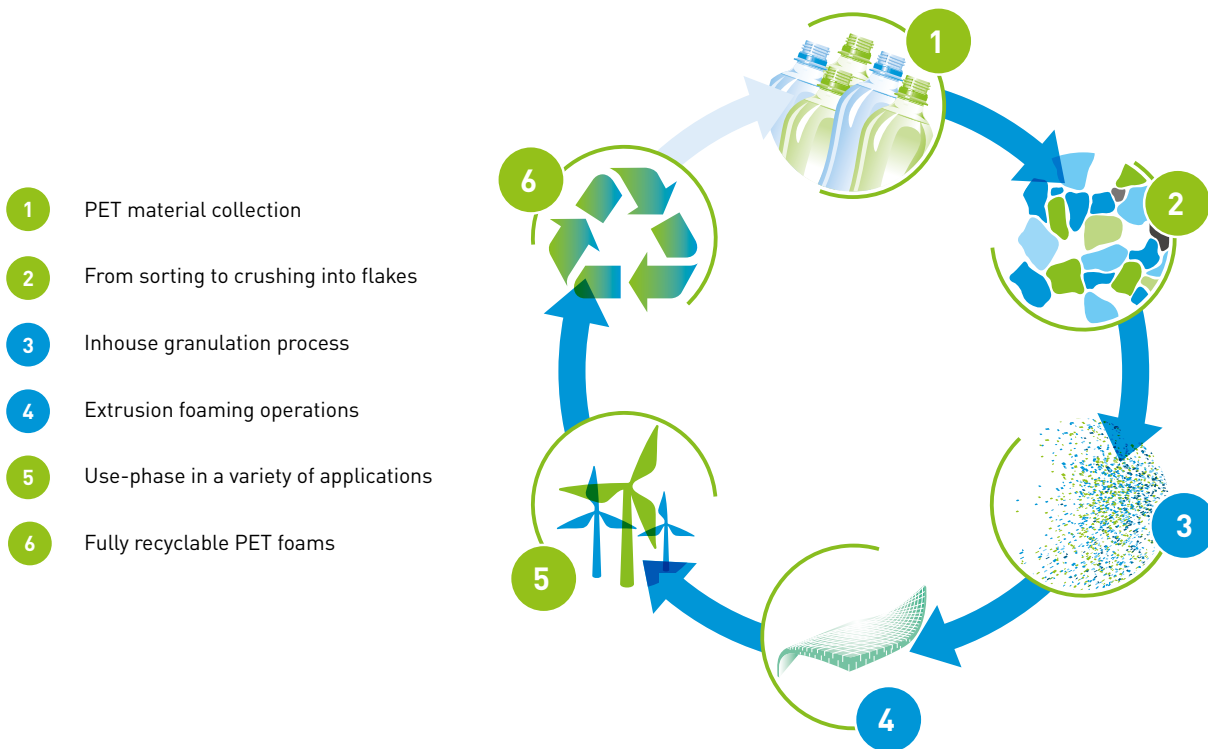 1 PET material collection
2 From sorting to crushing into flakes
3 Inhouse granulation process
4 Extrusion foaming operations
5 Use-phase in a variety of applications
6 Fully recyclable PET foams
1
2
3
4
5
6